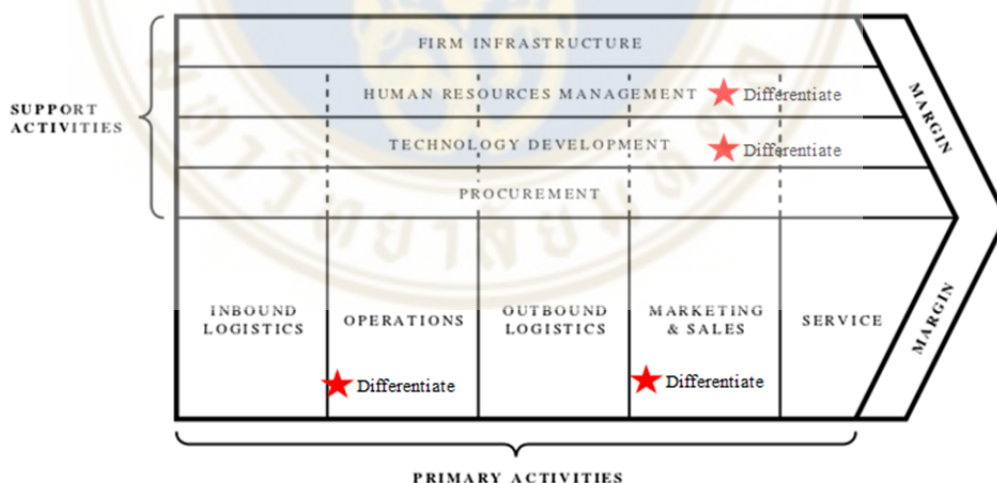 FIRM INFRASTRUCTURE
SUPPORT
ACTIVITIES
HUMAN RESOURCES MANAGEMENT
Differentiate
TECHNOLOGY DEVELOPMENT
Differentiate
PROCUREMENT
MARGIN
INBOUND
LOGISTICS
OPERATIONS
OUTBOUND
LOGISTICS
MARKETING
& SALES
SERVICE
MARGIN
Differentiate
Differentiate
PRIMARY ACTIVITIES